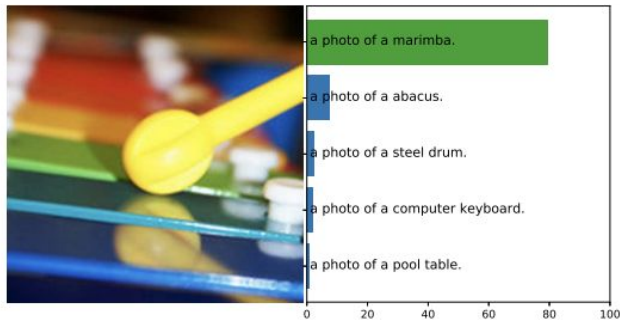 a photo of a marimba.
a photo of a abacus.
a photo of a steel drum.
a photo of a computer keyboard.
a photo of a pool table.
0 20 40 60 80 100